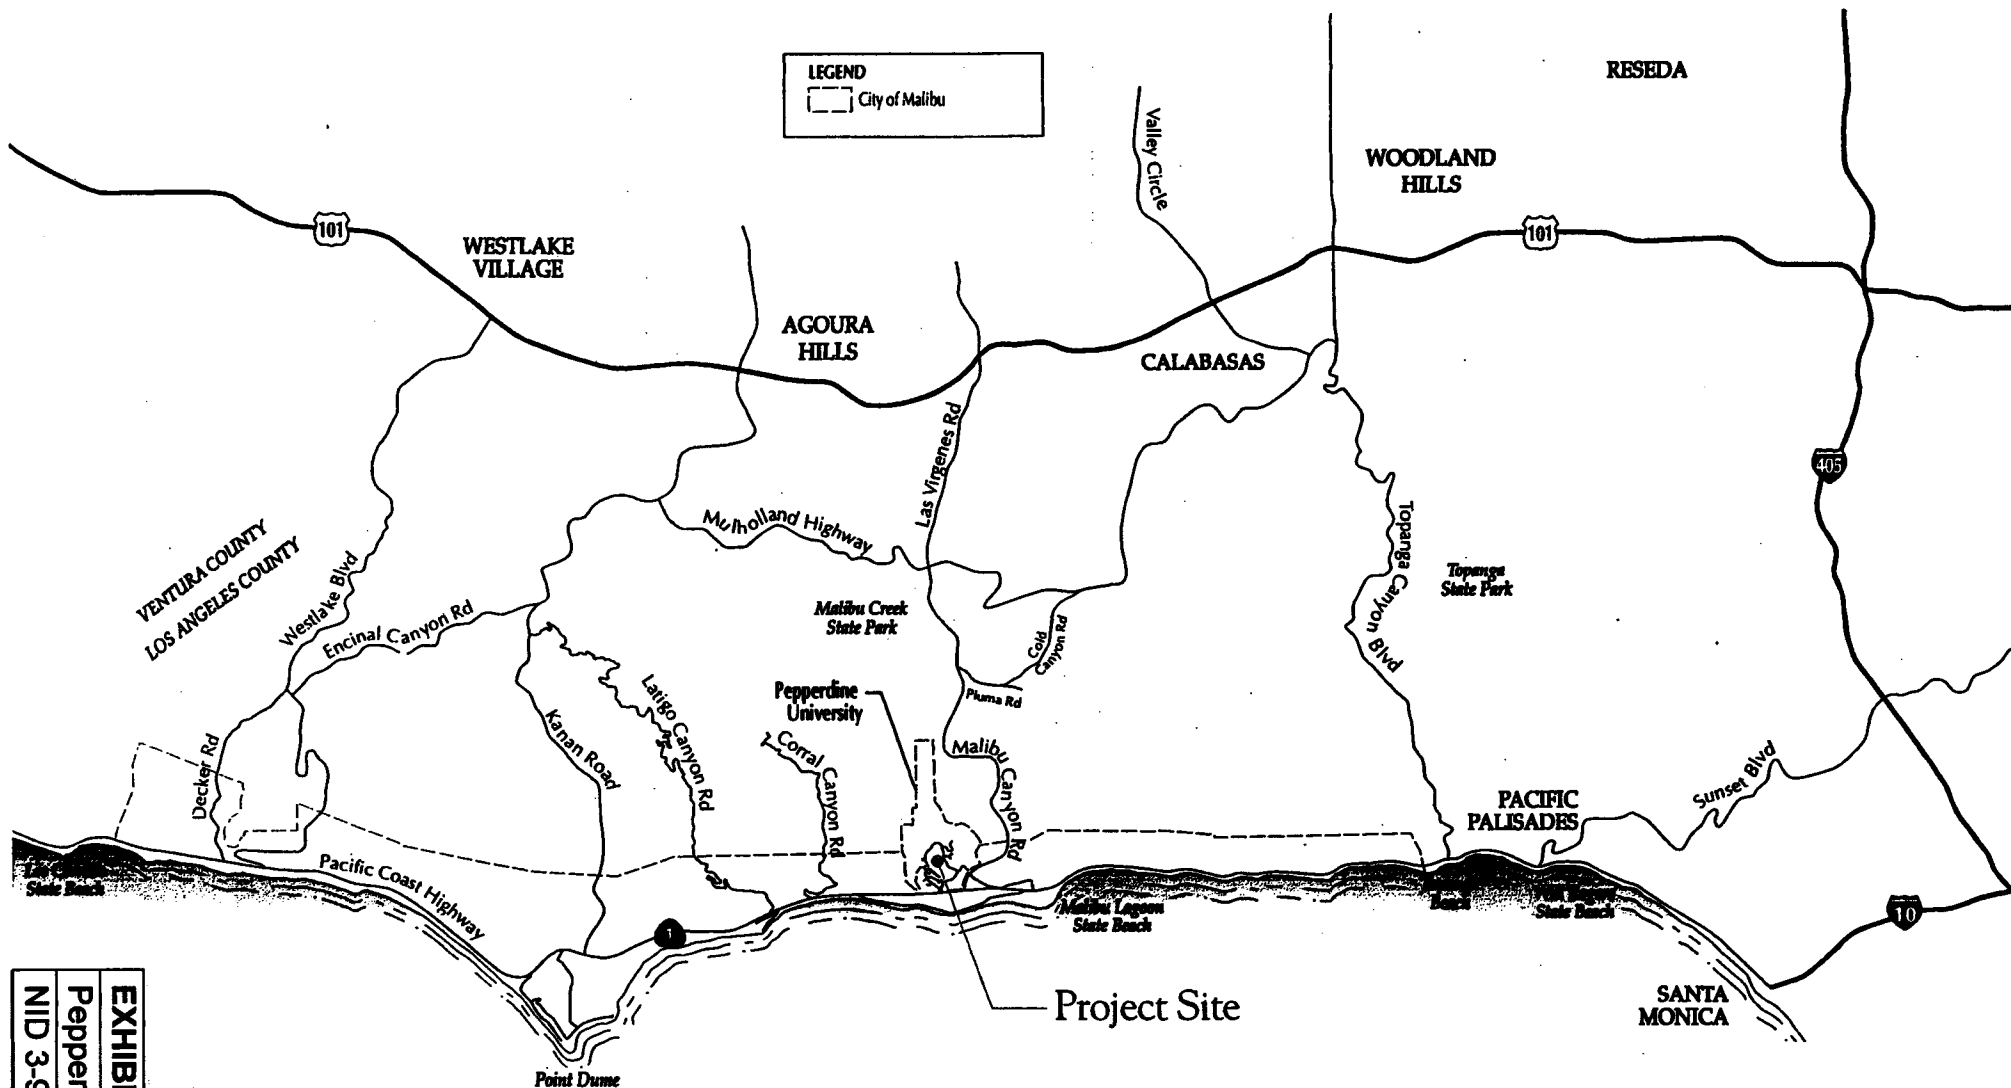 LEGEND
City of Malibu
RESEDA
WOODLAND
HILLS
Valley Circle
101
101
WESTLAKE
VILLAGE
AGOURA
HILLS
CALABASAS
Las Virgenes Rd
405
Mulholland Highway
Topanga Canyon Blvd
VENTURA COUNTY
LOS ANGELES COUNTY
Westlake Blvd
Encinal Canyon Rd
Topanga
State Park
Malibu Creek
State Park
Cold
Canyon Rd
Piuma Rd
Pepperdine
University
Latigo Canyon Rd
Kanan Road
Corral Canyon Rd
Malibu Canyon Rd
Decker Rd
Sunset Blvd
PACIFIC
PALISADES
Pacific Coast Highway
State Beach
Malibu Lagoon
State Beach
Beach
State Beach
10
1
Project Site
SANTA
MONICA
Point Dume
EXHIB
Pepper
NID 3-9